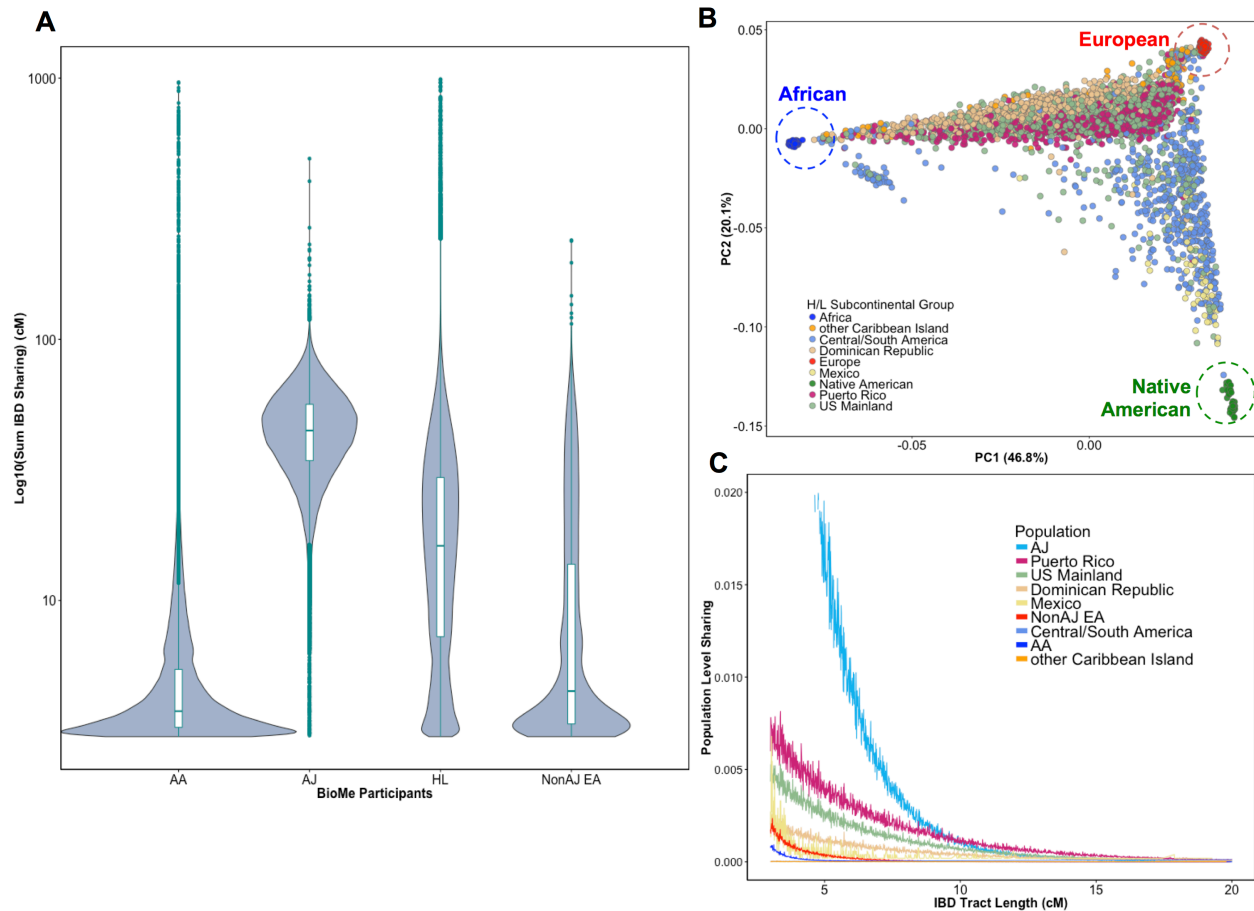 A
1000
100
10
Log10(Sum IBD Sharing) (cM)
AA
AJ
HL
NonAJ EA
BioMe Participants
B
0.05
0.00
-0.05
-0.10
-0.15
PC2 (20.1%)
European
African
Native
American
H/L Subcontinental Group
Africa
other Caribbean Island
Central/South America
Dominican Republic
Europe
Mexico
Native American
Puerto Rico
US Mainland
-0.05
0.00
PC1 (46.8%)
C
0.020
0.015
0.010
0.005
0.000
Population Level Sharing
Population
AJ
Puerto Rico
US Mainland
Dominican Republic
Mexico
NonAJ EA
Central/South America
AA
other Caribbean Island
5
10
15
20
IBD Tract Length (cM)